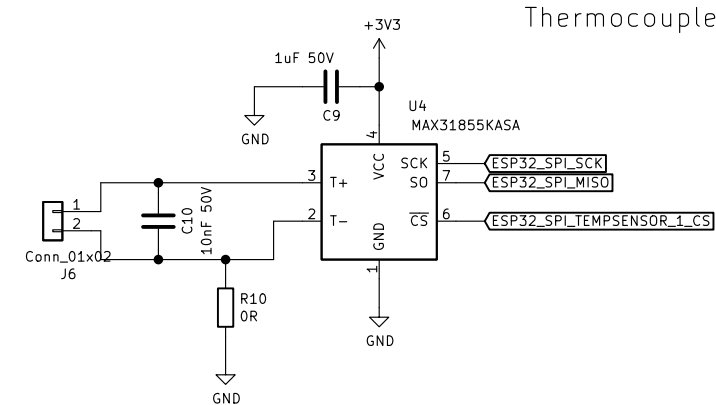 Thermocouple
+3V3
1uF 50V
C9
GND
U4
MAX31855KASA
4
VCC
SCK
5
ESP32_SPI_SCK
3
T+
SO
7
ESP32_SPI_MISO
2
T-
CS
6
ESP32_SPI_TEMPSENSOR_1_CS
GND
1
1
2
C10
10nF 50V
Conn_01x02
J6
R10
0R
GND
GND